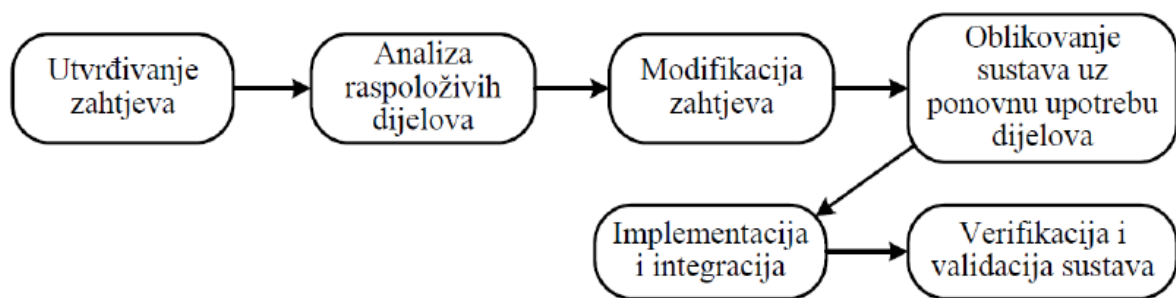 Utvrđivanje
zahtjeva
Analiza
raspoloživih
dijelova
Modifikacija
zahtjeva
Oblikovanje
sustava uz
ponovnu upotrebu
dijelova
Implementacija
i integracija
Verifikacija i
validacija sustava